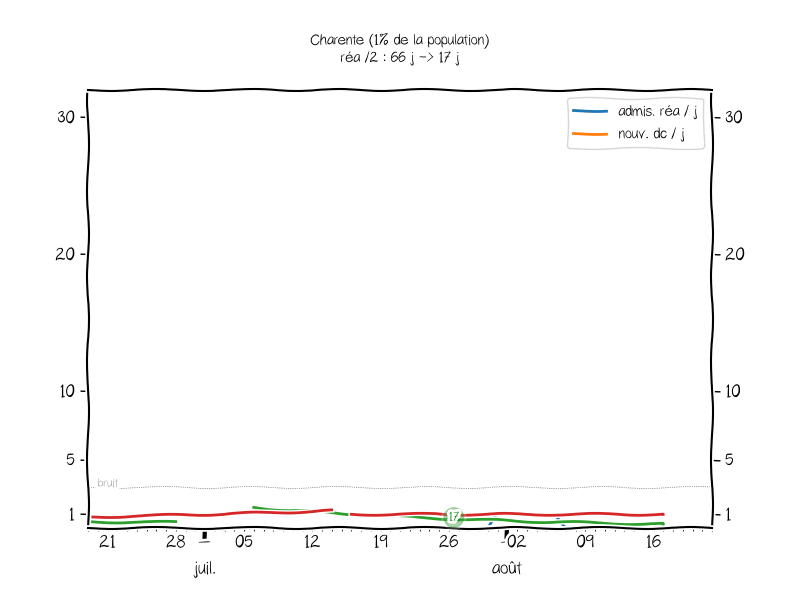 Charente (1% de la population)
réa /2 : 66 j -> 17 j
admis. réa / j
nouv. dc / j
30
30
20
20
10
10
5
5
bruit
1
1
17
21 28 05 12 19 26 02 09 16
juil. août